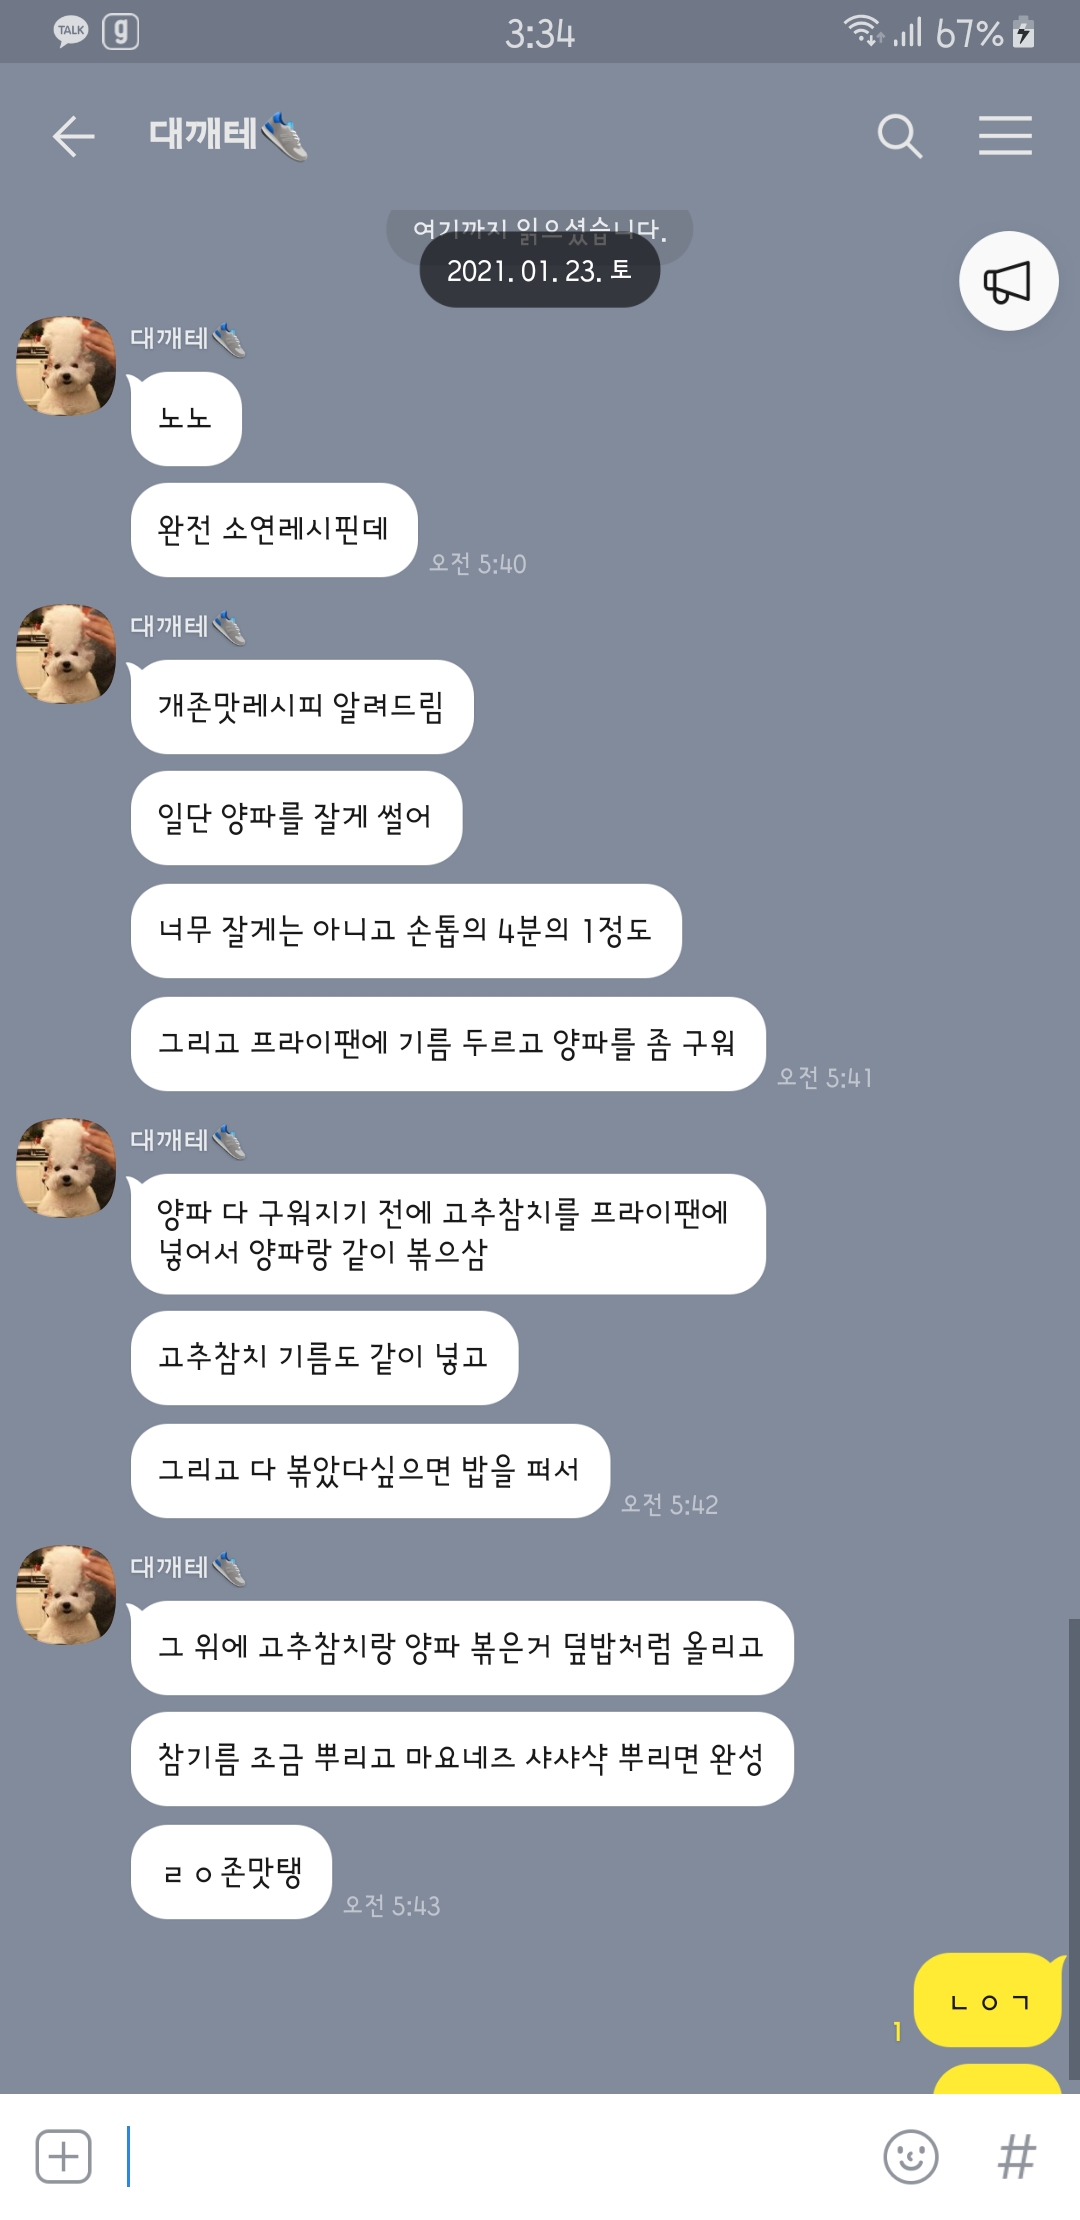 TALK
g
3:34
67%
대깨테
여기까지 읽으셨습니다.
2021. 01. 23. 토
대깨테
노노
완전 소연레시핀데
오전 5:40
대깨테
개존맛레시피 알려드림
일단 양파를 잘게 썰어
너무 잘게는 아니고 손톱의 4분의 1정도
그리고 프라이팬에 기름 두르고 양파를 좀 구워
오전 5:41
대깨테
양파 다 구워지기 전에 고추참치를 프라이팬에
넣어서 양파랑 같이 볶으삼
고추참치 기름도 같이 넣고
그리고 다 볶았다싶으면 밥을 펴서
오전 5:42
대깨테
그 위에 고추참치랑 양파 볶은거 덮밥처럼 올리고
참기름 조금 뿌리고 마요네즈 샤샤샥 뿌리면 완성
ㄹㅇ존맛탱
오전 5:43
ㄴㅇㄱ
1
#